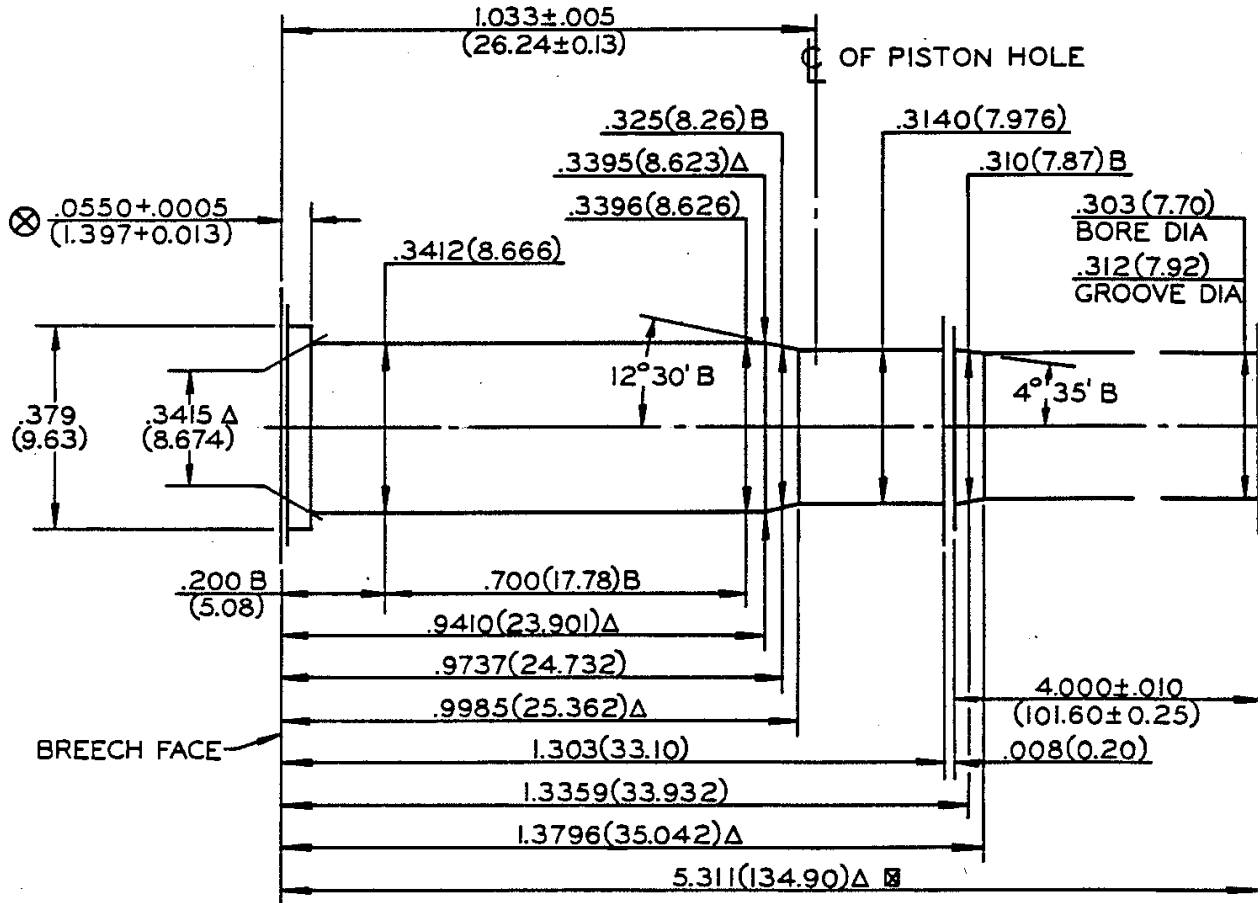 1.033±.005
(26.24±0.13)
℄ OF PISTON HOLE
.325(8.26)B
.3140(7.976)
.3395(8.623)Δ
.310(7.87)B
⊗ .0550+.0005
(1.397+0.013)
.3396(8.626)
.303(7.70)
BORE DIA
.3412(8.666)
.312(7.92)
GROOVE DIA
12°30' B
4°35' B
.379
(9.63)
.3415 Δ
(8.674)
.200 B
(5.08)
.700(17.78)B
.9410(23.901)Δ
.9737(24.732)
4.000±.010
(101.60±0.25)
.9985(25.362)Δ
BREECH FACE
1.303(33.10)
.008(0.20)
1.3359(33.932)
1.3796(35.042)Δ
5.311(134.90)Δ ⊠